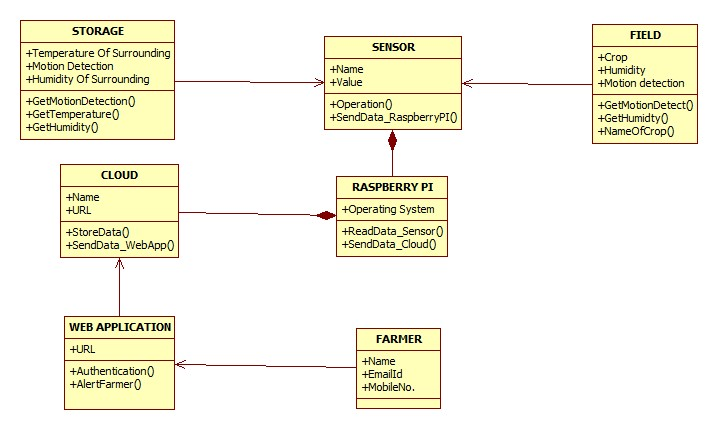 STORAGE
+Temperature Of Surrounding
+Motion Detection
+Humidity Of Surrounding
+GetMotionDetection()
+GetTemperature()
+GetHumidity()
SENSOR
+Name
+Value
+Operation()
+SendData_RaspberryPI()
FIELD
+Crop
+Humidity
+Motion detection
+GetMotionDetect()
+GetHumidty()
+NameOfCrop()
CLOUD
+Name
+URL
+StoreData()
+SendData_WebApp()
RASPBERRY PI
+Operating System
+ReadData_Sensor()
+SendData_Cloud()
WEB APPLICATION
+URL
+Authentication()
+AlertFarmer()
FARMER
+Name
+EmailId
+MobileNo.